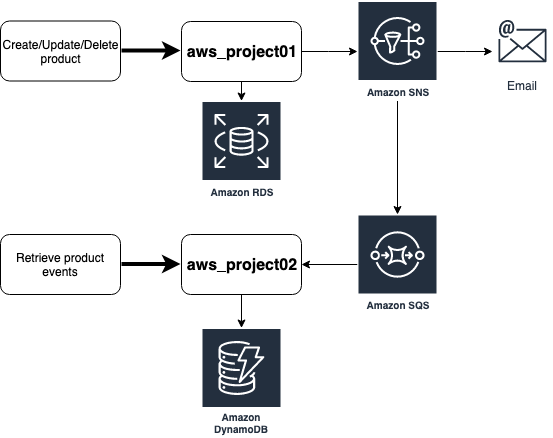 Create/Update/Delete
product
aws_project01
Amazon SNS
@
Email
Amazon RDS
Retrieve product
events
aws_project02
Amazon SQS
Amazon
DynamoDB